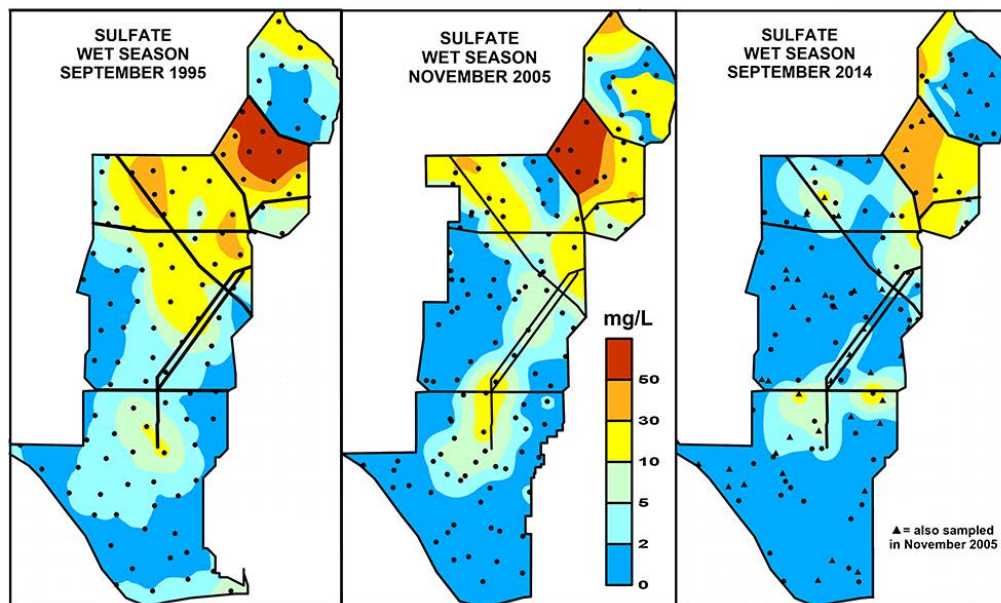 SULFATE
WET SEASON
SEPTEMBER 1995
SULFATE
WET SEASON
NOVEMBER 2005
mg/L
50
30
10
5
2
0
SULFATE
WET SEASON
SEPTEMBER 2014
▲= also sampled
in November 2005